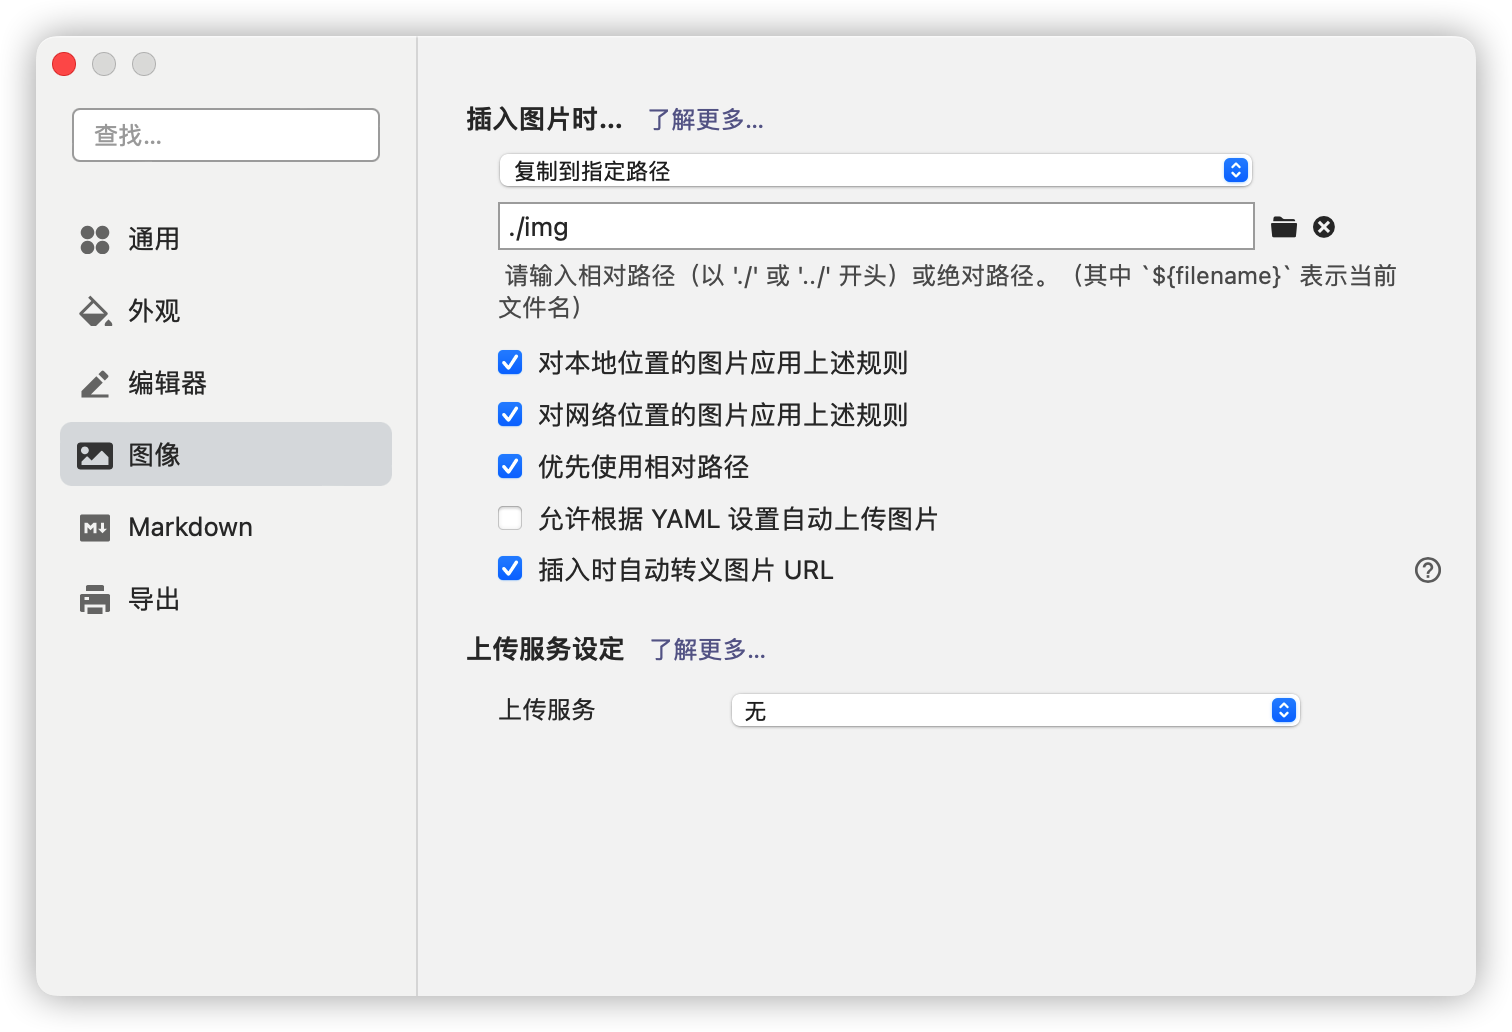 查找...
通用
外观
编辑器
图像
Markdown
导出
插入图片时... 了解更多...
复制到指定路径
./img
请输入相对路径（以 './' 或 '../' 开头）或绝对路径。（其中 `${filename}` 表示当前
文件名）
对本地位置的图片应用上述规则
对网络位置的图片应用上述规则
优先使用相对路径
允许根据 YAML 设置自动上传图片
插入时自动转义图片 URL
上传服务设定 了解更多...
上传服务 无